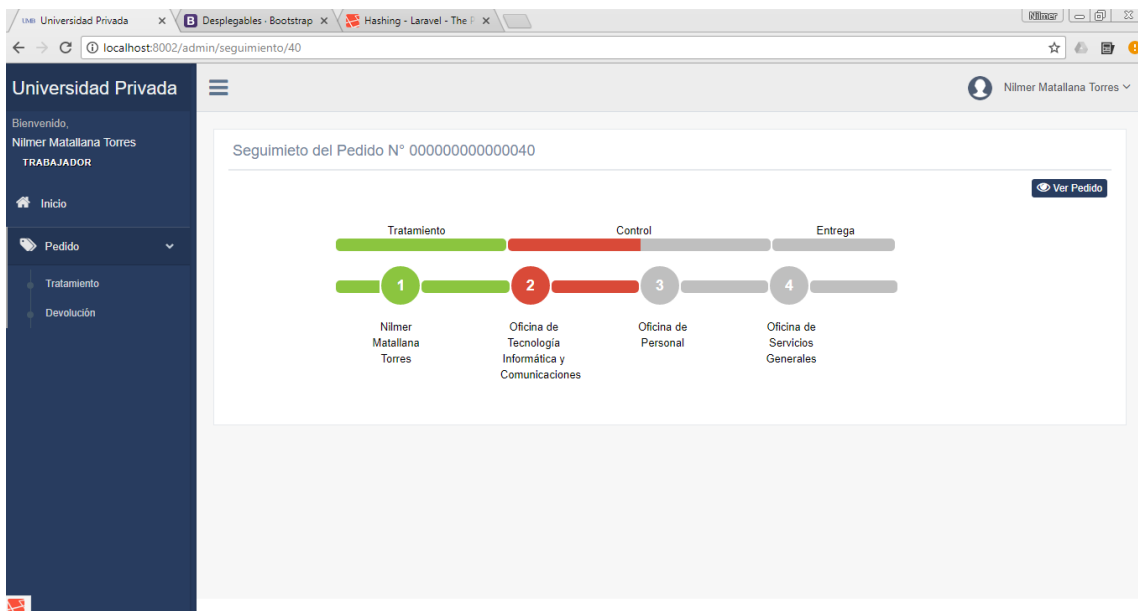 UMB Universidad Privada
B Desplegables · Bootstrap
Hashing - Laravel - The F
Nilmer
localhost:8002/admin/seguimiento/40
Universidad Privada
Nilmer Matallana Torres
Bienvenido,
Nilmer Matallana Torres
TRABAJADOR
Inicio
Pedido
Tratamiento
Devolución
Seguimieto del Pedido N° 000000000000040
Ver Pedido
Tratamiento Control Entrega
1 2 3 4
Nilmer Oficina de Oficina de Oficina de
Matallana Tecnología Personal Servicios
Torres Informática y Generales
Comunicaciones